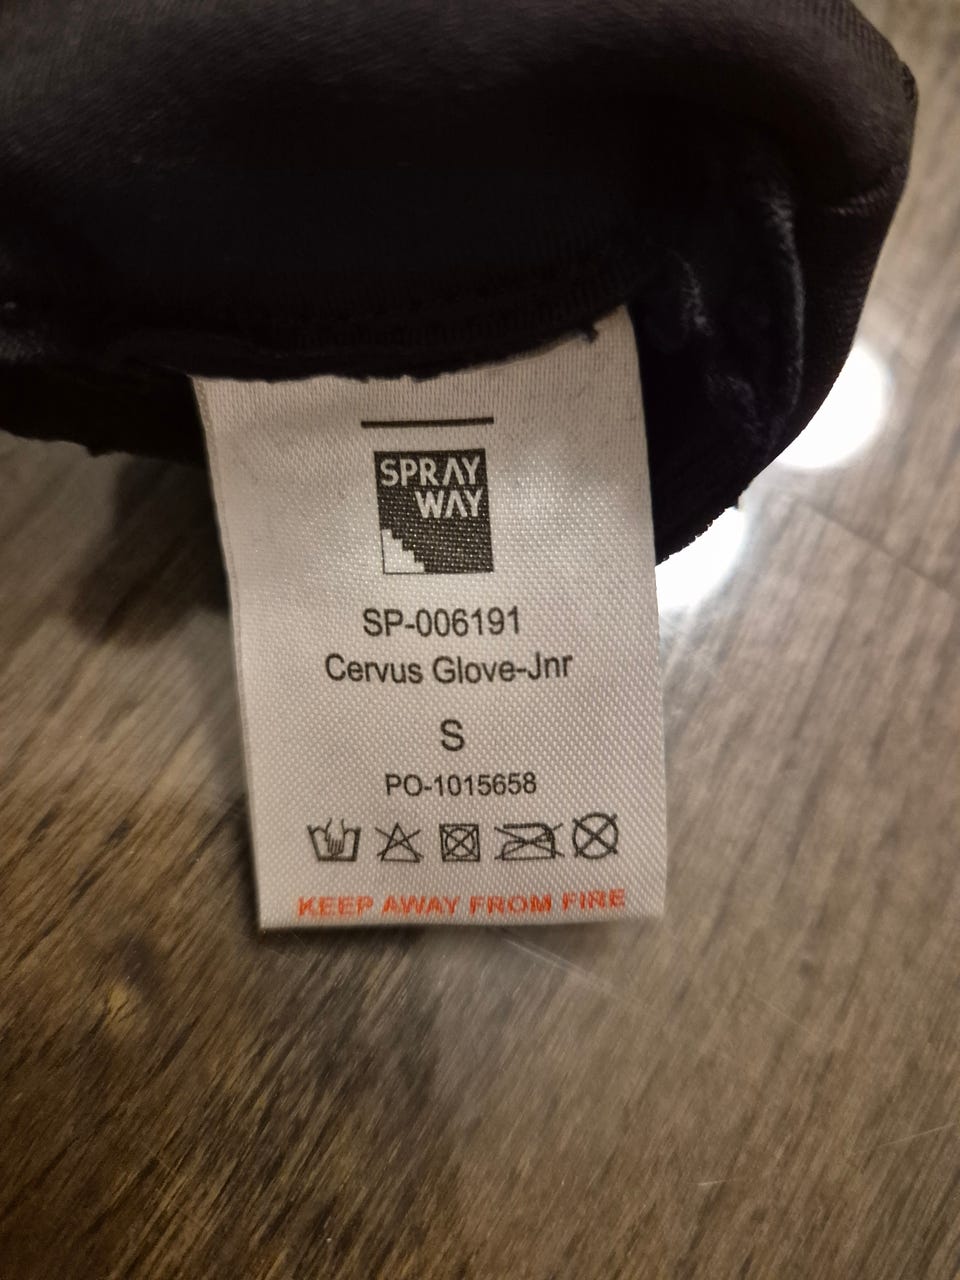 SPRAY
WAY
SP-006191
Cervus Glove-Jnr
S
PO-1015658
KEEP AWAY FROM FIRE